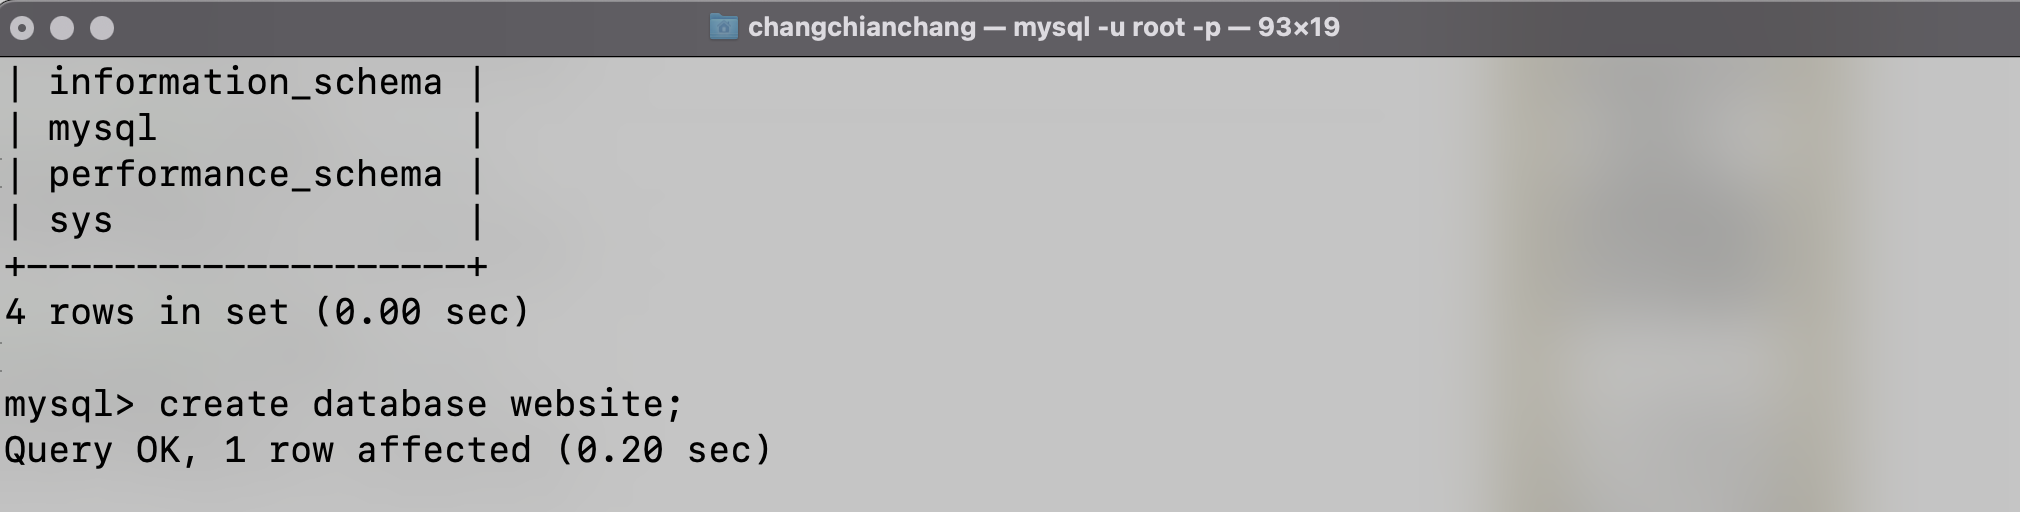 changchianchang — mysql -u root -p — 93×19
| information_schema |
| mysql              |
| performance_schema |
| sys                |
+--------------------+
4 rows in set (0.00 sec)
mysql> create database website;
Query OK, 1 row affected (0.20 sec)